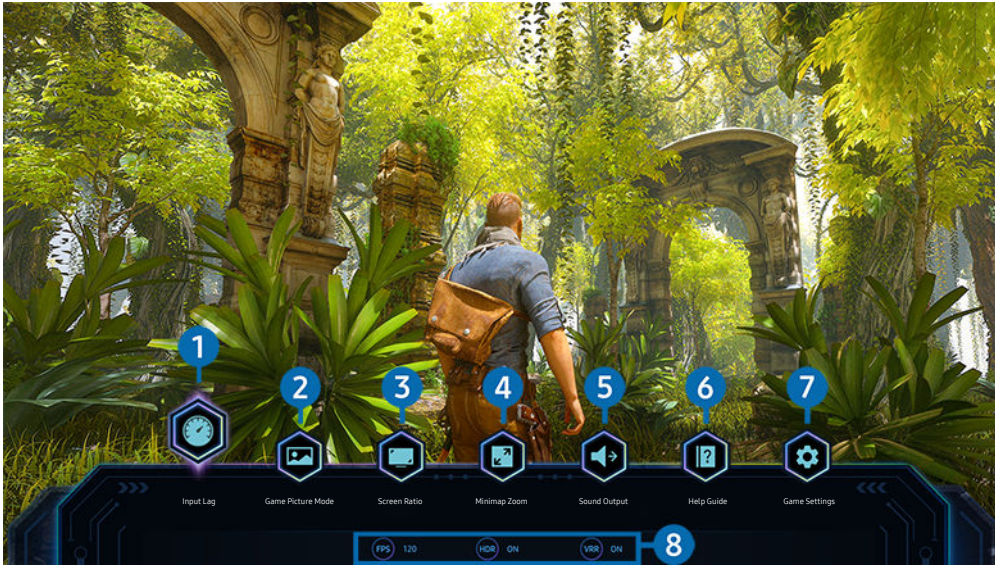 1
2
3
4
5
6
7
?
Input Lag
Game Picture Mode
Screen Ratio
Minimap Zoom
Sound Output
Help Guide
Game Settings
FPS 120 HDR ON VRR ON
8